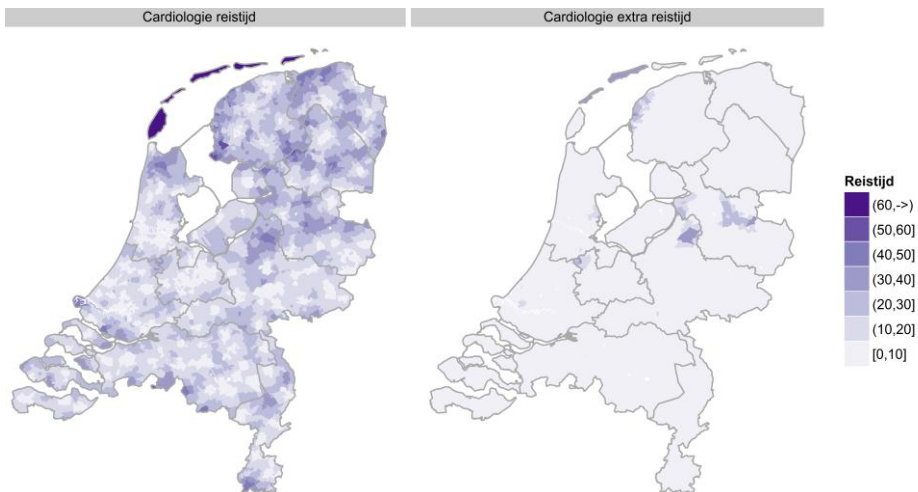 Cardiologie reistijd
Cardiologie extra reistijd
Reistijd
(60,->)
(50,60]
(40,50]
(30,40]
(20,30]
(10,20]
[0,10]